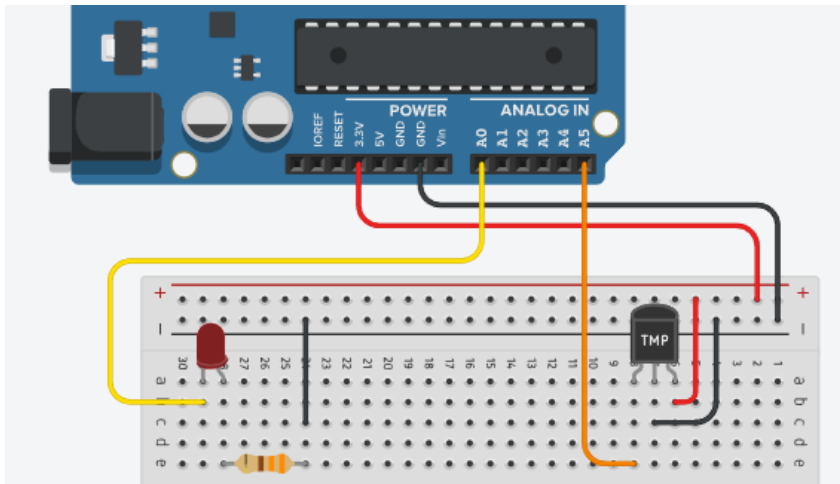 POWER ANALOG IN
IOREF RESET 3.3V 5V GND GND Vin A0 A1 A2 A3 A4 A5
+ +
− −
TMP
30 27 26 25 23 22 21 20 19 18 17 16 15 14 13 12 11 10 9 3 2 1
a a
b b
c c
d d
e e